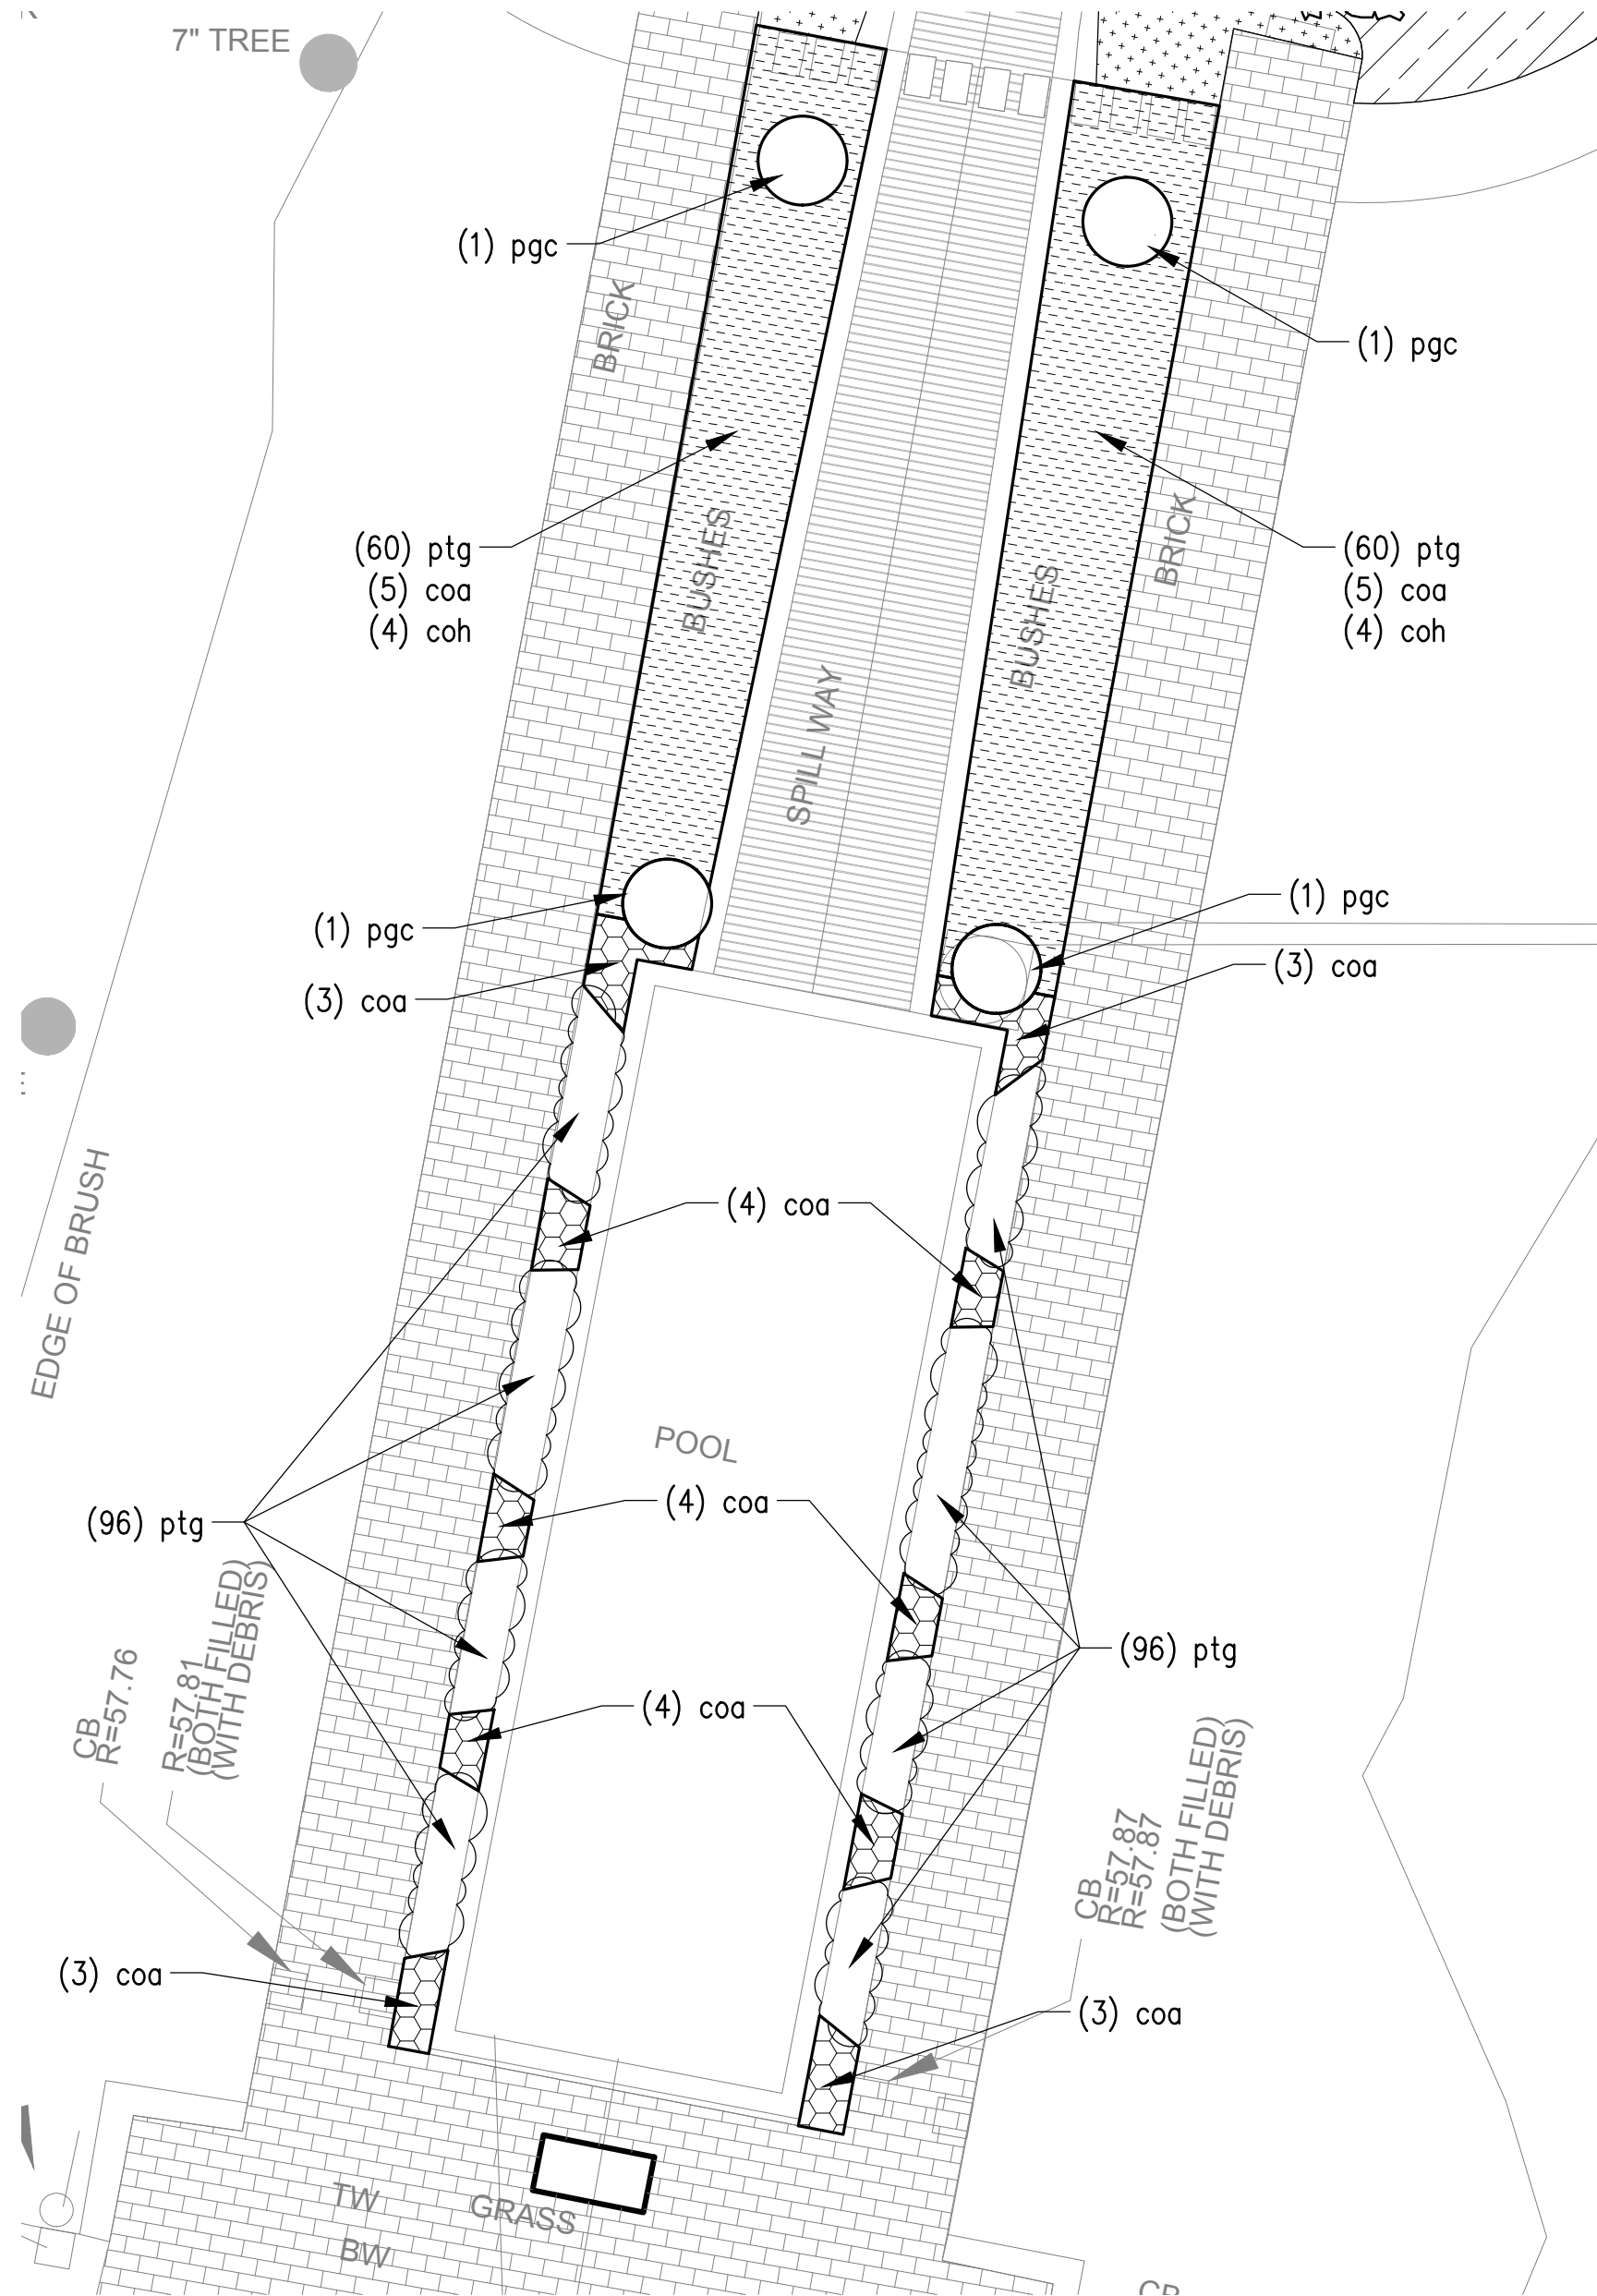 7" TREE
(1) pgc
BRICK
(1) pgc
(60) ptg
(5) coa
(4) coh
BUSHES
BUSHES
BRICK
(60) ptg
(5) coa
(4) coh
SPILL WAY
(1) pgc
(1) pgc
(3) coa
(3) coa
EDGE OF BRUSH
(4) coa
POOL
(4) coa
(96) ptg
(96) ptg
(4) coa
CB
R=57.76
R=57.81
(BOTH FILLED)
(WITH DEBRIS)
CB
R=57.87
R=57.87
(BOTH FILLED)
(WITH DEBRIS)
(3) coa
(3) coa
TW
BW
GRASS
CB